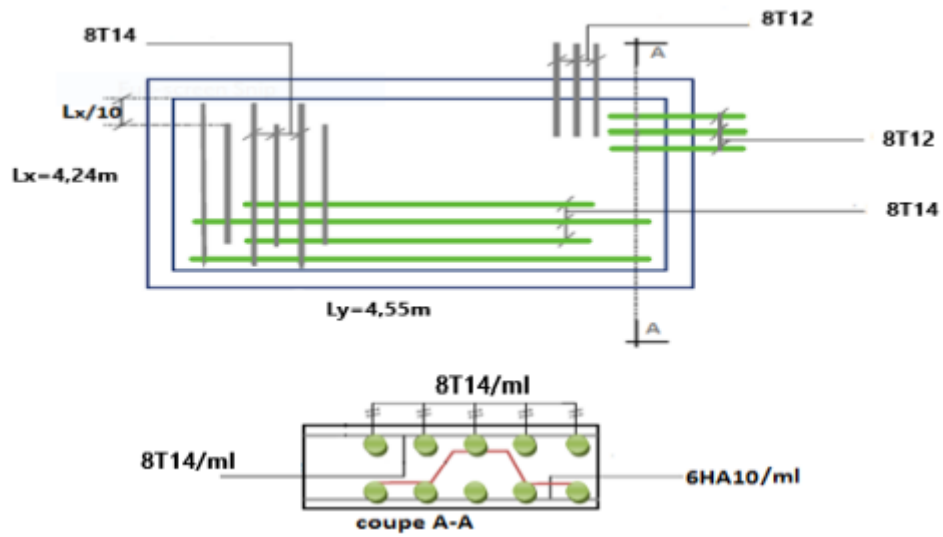 8T14
8T12
A
Lx/10
8T12
Lx=4,24m
8T14
Ly=4,55m
A
8T14/ml
8T14/ml
6HA10/ml
coupe A-A